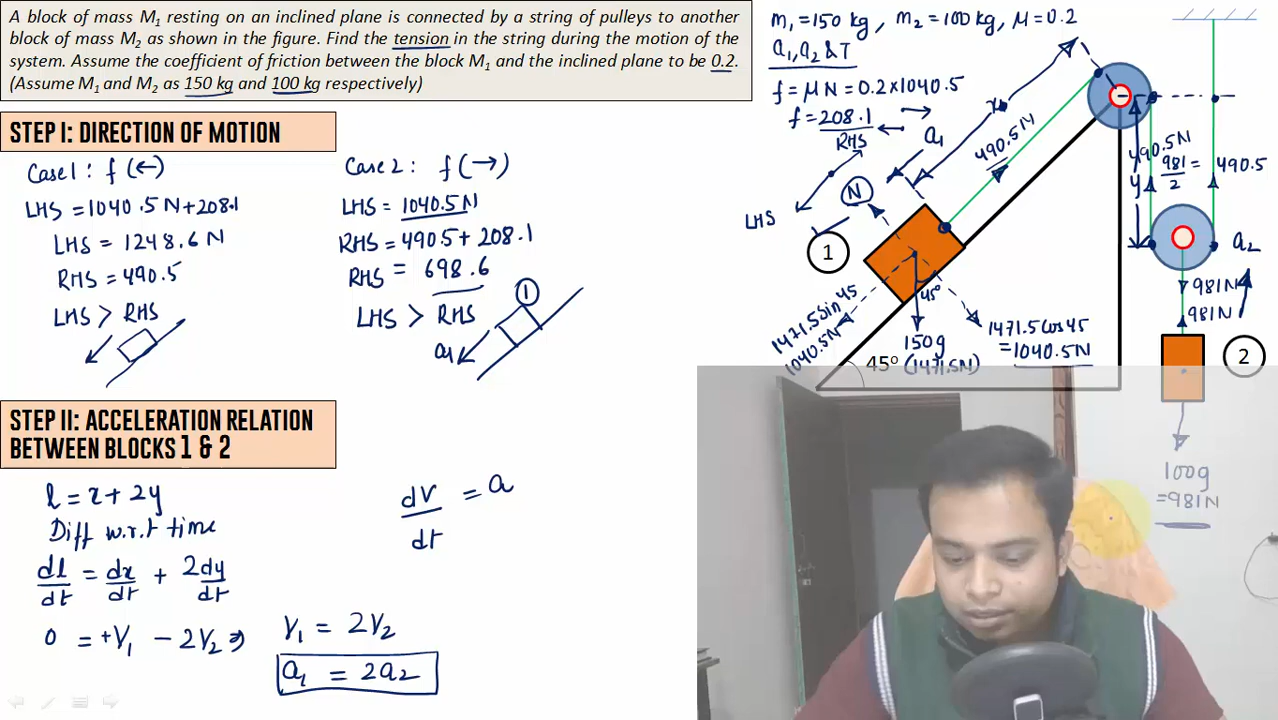 A block of mass M₁ resting on an inclined plane is connected by a string of pulleys to another
block of mass M₂ as shown in the figure. Find the tension in the string during the motion of the
system. Assume the coefficient of friction between the block M₁ and the inclined plane to be 0.2.
(Assume M₁ and M₂ as 150 kg and 100 kg respectively)
STEP I: DIRECTION OF MOTION
Case 1 : f (←)
LHS = 1040.5N + 208.1
LHS = 1248.6 N
RHS = 490.5
LHS > RHS
Case 2 : f (→)
LHS = 1040.5N
RHS = 490.5 + 208.1
RHS = 698.6
LHS > RHS
1
a₁
STEP II: ACCELERATION RELATION
BETWEEN BLOCKS 1 & 2
l = x + 2y
Diff w.r.t time
dl/dt = dx/dt + 2dy/dt
0 = +V₁ - 2V₂ ⇒
V₁ = 2V₂
a₁ = 2a₂
dV/dt = a
m₁ = 150 kg , m₂ = 100 kg, μ = 0.2
a₁, a₂ & T
f = μN = 0.2 × 1040.5
f = 208.1
RHS
LHS
a₁
x
490.5N
N
1
45°
1471.5 sin 45
1040.5N
150g
(1471.5N)
1471.5 cos 45
= 1040.5N
45°
490.5N
981/2 =
490.5
y
a₂
981N
981N
2
100g
= 981N